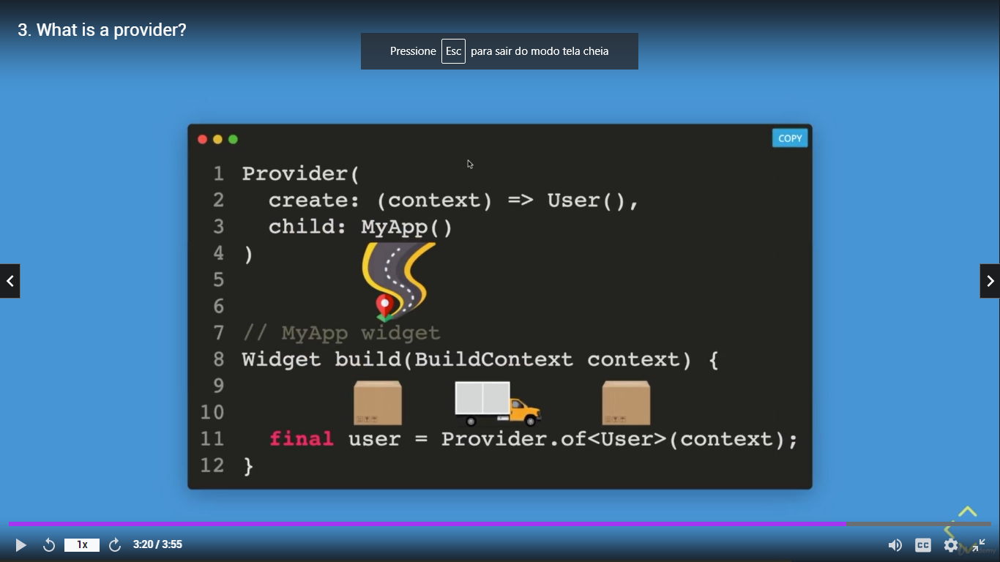 3. What is a provider?
Pressione Esc para sair do modo tela cheia
COPY
1 Provider(
2 create: (context) => User(),
3 child: MyApp()
4 )
5
6
7 // MyApp widget
8 Widget build(BuildContext context) {
9
10
11 final user = Provider.of<User>(context);
12 }
1x 3:20 / 3:55
CC